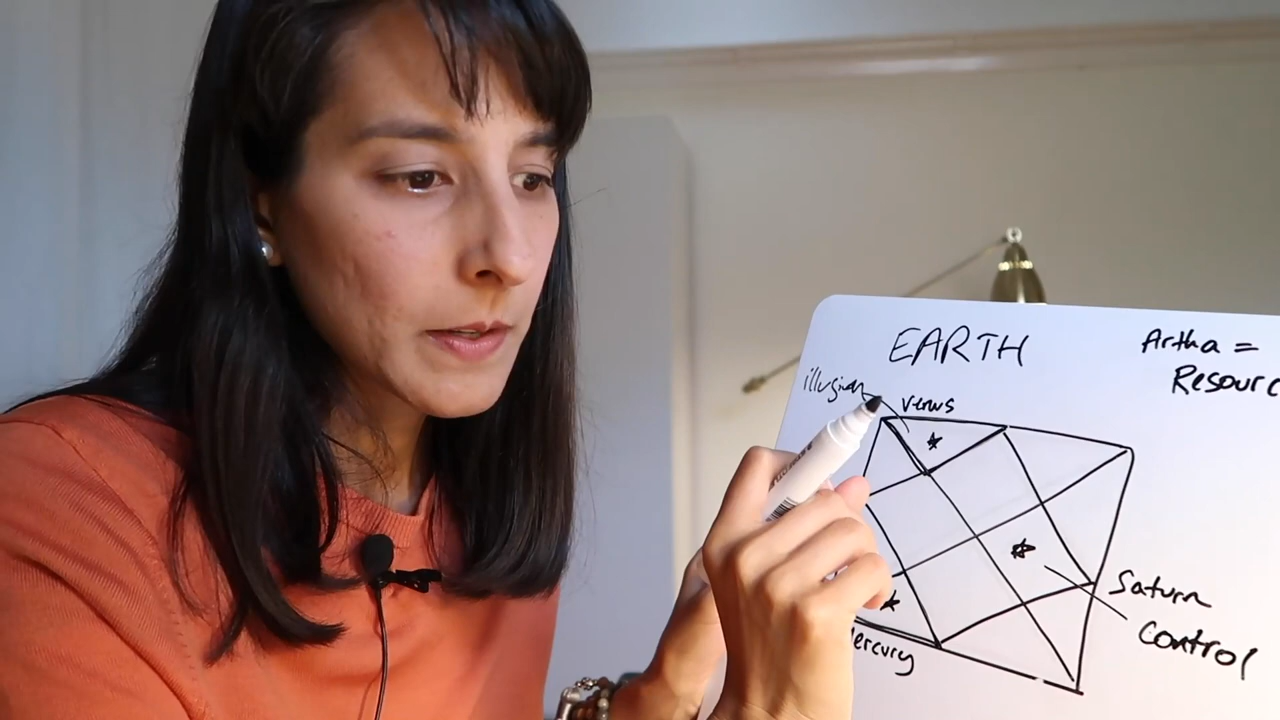 EARTH
Artha =
Resourc
illusion
venus
Saturn
control
ercury